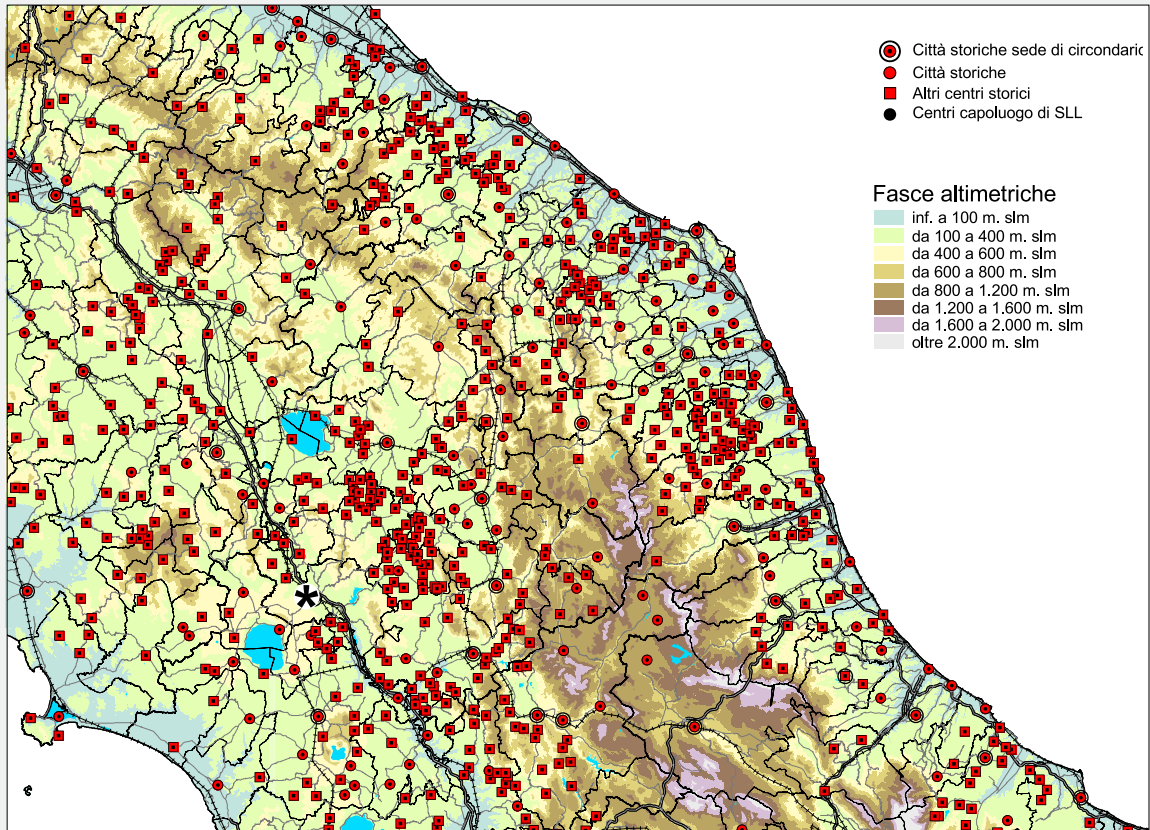 Città storiche sede di circondaric
Città storiche
Altri centri storici
Centri capoluogo di SLL
Fasce altimetriche
inf. a 100 m. slm
da 100 a 400 m. slm
da 400 a 600 m. slm
da 600 a 800 m. slm
da 800 a 1.200 m. slm
da 1.200 a 1.600 m. slm
da 1.600 a 2.000 m. slm
oltre 2.000 m. slm
*